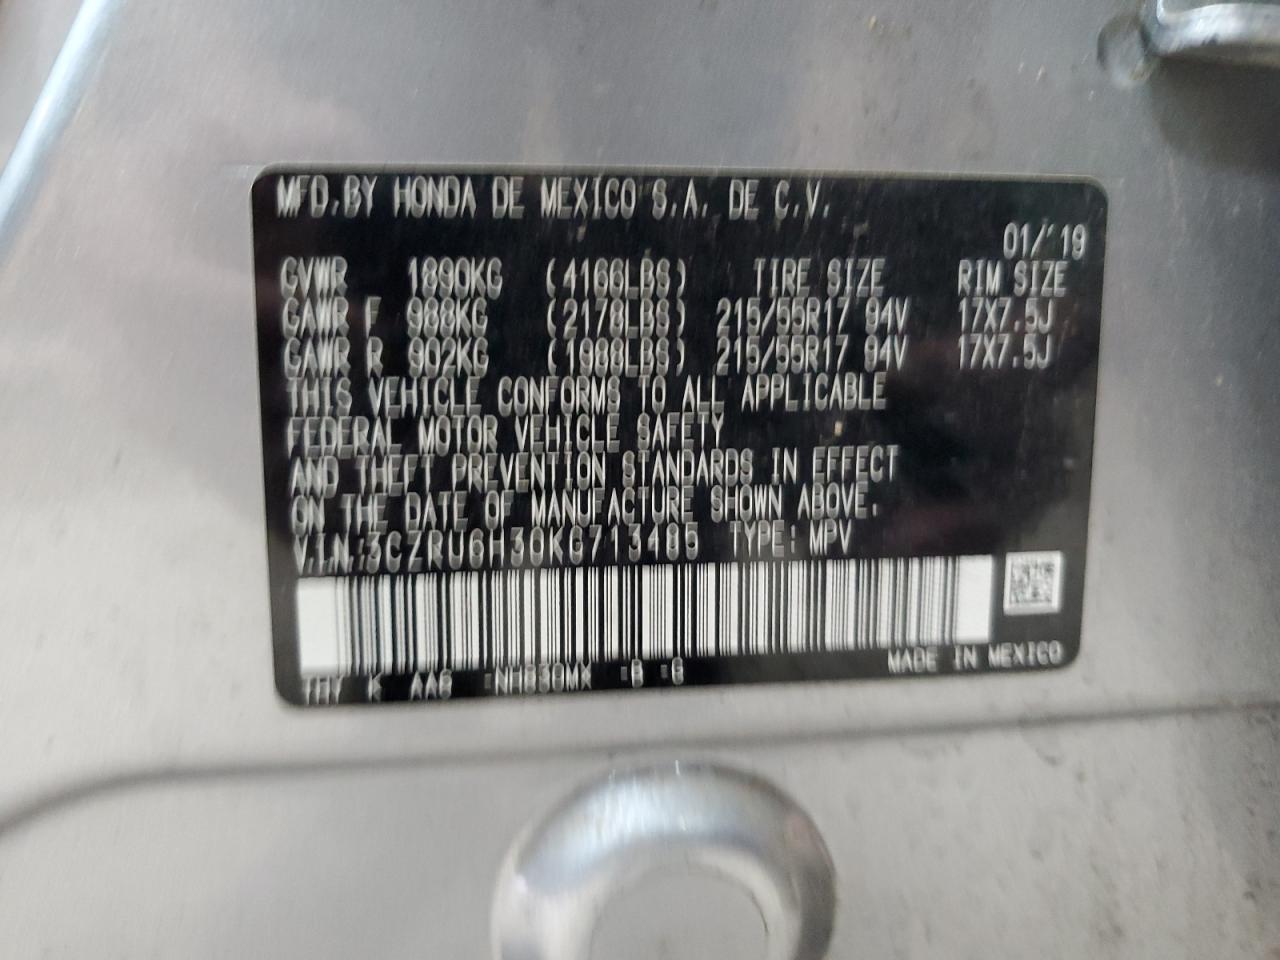 MFD.BY HONDA DE MEXICO S.A. DE C.V.
01/'19
GVWR 1890KG (4166LBS) TIRE SIZE RIM SIZE
GAWR F 988KG (2178LBS) 215/55R17 94V 17X7.5J
GAWR R 902KG (1988LBS) 215/55R17 94V 17X7.5J
THIS VEHICLE CONFORMS TO ALL APPLICABLE
FEDERAL MOTOR VEHICLE SAFETY
AND THEFT PREVENTION STANDARDS IN EFFECT
ON THE DATE OF MANUFACTURE SHOWN ABOVE.
V.I.N.:3CZRU6H30KG713485 TYPE: MPV
K AA6 -NH830MX -B -G
MADE IN MEXICO